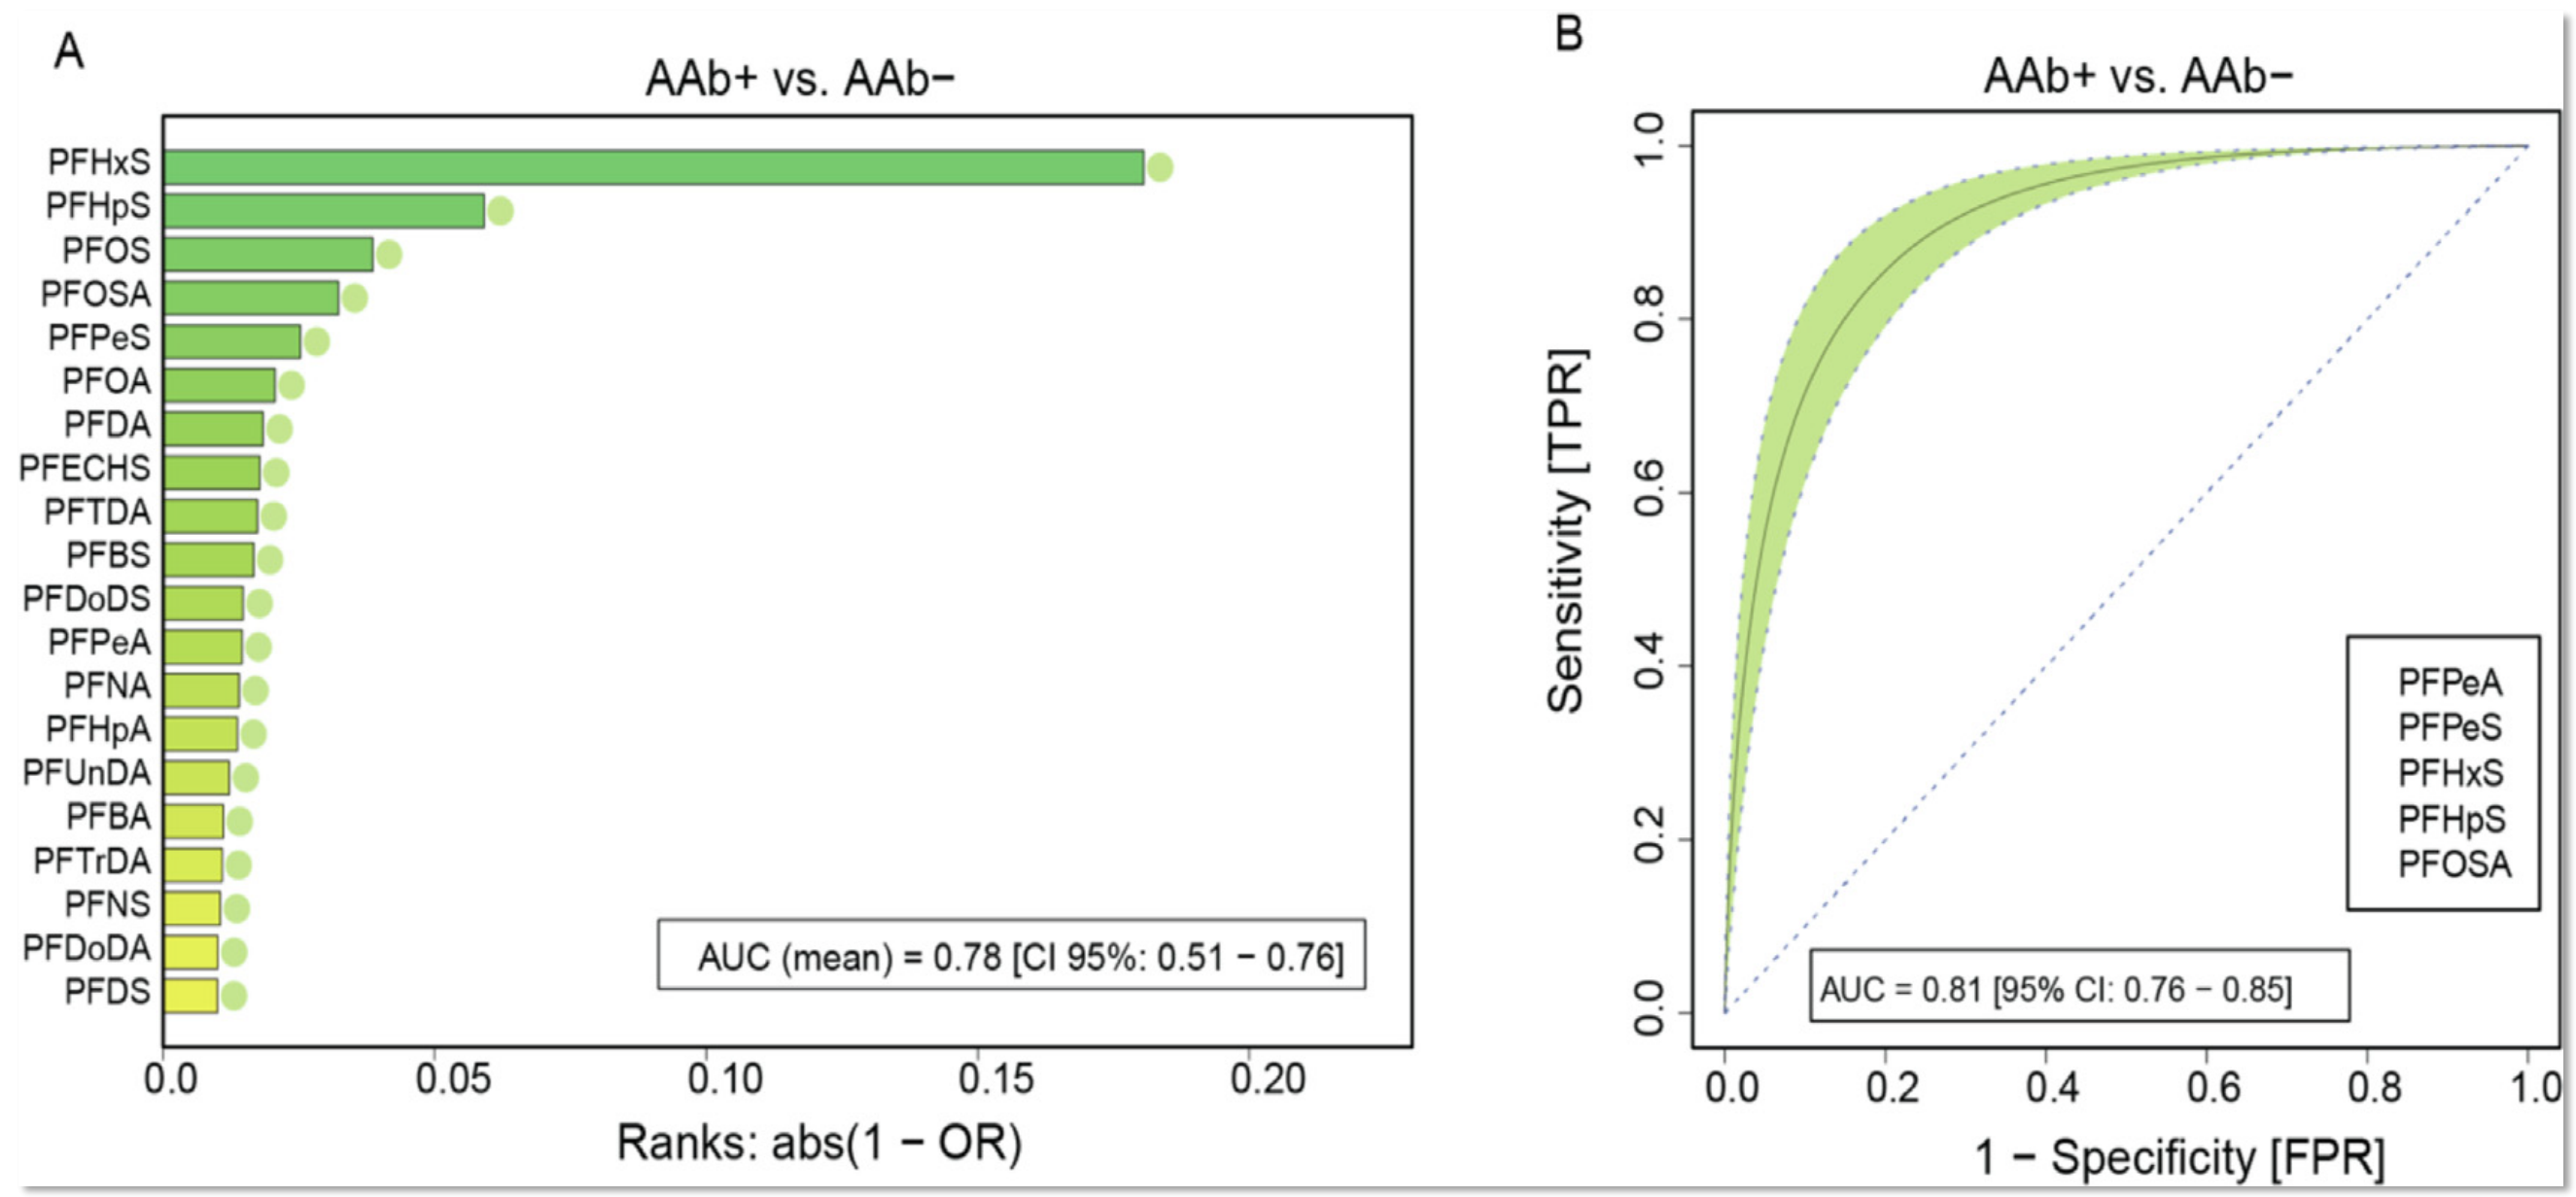 A
AAb+ vs. AAb−
PFHxS
PFHpS
PFOS
PFOSA
PFPeS
PFOA
PFDA
PFECHS
PFTDA
PFBS
PFDoDS
PFPeA
PFNA
PFHpA
PFUnDA
PFBA
PFTrDA
PFNS
PFDoDA
PFDS
AUC (mean) = 0.78 [CI 95%: 0.51 − 0.76]
0.0 0.05 0.10 0.15 0.20
Ranks: abs(1 − OR)
B
AAb+ vs. AAb−
Sensitivity [TPR]
1.0
0.8
0.6
0.4
0.2
0.0
PFPeA
PFPeS
PFHxS
PFHpS
PFOSA
AUC = 0.81 [95% CI: 0.76 − 0.85]
0.0 0.2 0.4 0.6 0.8 1.0
1 − Specificity [FPR]